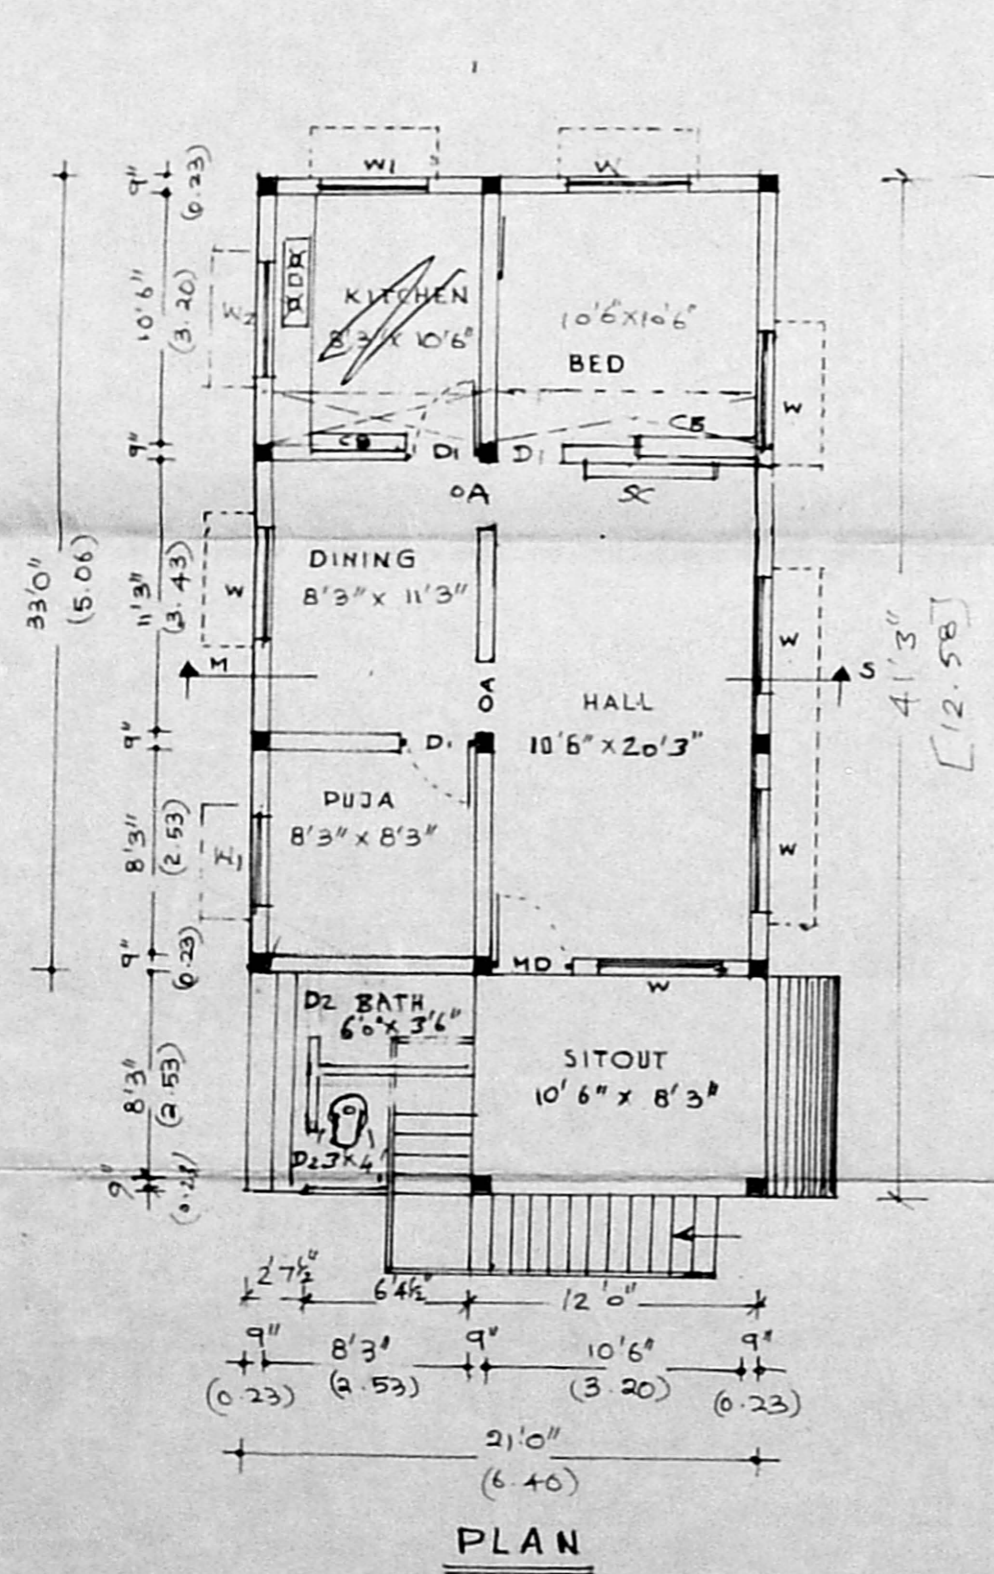 W1
W
9"
(0.23)
W2
KITCHEN
8'3" x 10'6"
10'6"x10'6"
BED
10'6"
(3.20)
W
CB
CB
D1
D1
9"
OA
SC
DINING
8'3" x 11'3"
33'0"
(5.06)
11'3"
(3.43)
W
W
M
S
41'3"
[12.58]
OA
HALL
10'6" x 20'3"
9"
D1
PUJA
8'3" x 8'3"
8'3"
(2.53)
W
9"
(0.23)
MD
W
D2 BATH
6'0" x 3'6"
SITOUT
10'6" x 8'3"
8'3"
(2.53)
D2 3x4'
9"
(0.23)
2'7½"
6'4½"
12'0"
9"
8'3"
9"
10'6"
9"
(0.23)
(2.53)
(3.20)
(0.23)
21'0"
(6.40)
PLAN